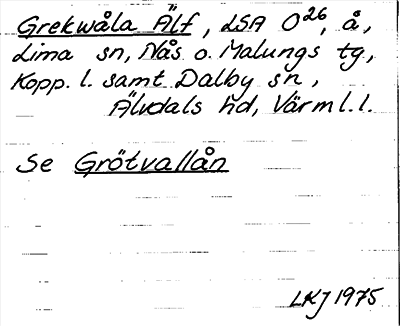 Grekwåla Älf, LSA O26, å,
Lima sn, Nås o. Malungs tg,
Kopp. l. samt Dalby sn,
Älvdals hd, Värml. l.
Se Grötvallån
LKJ 1975